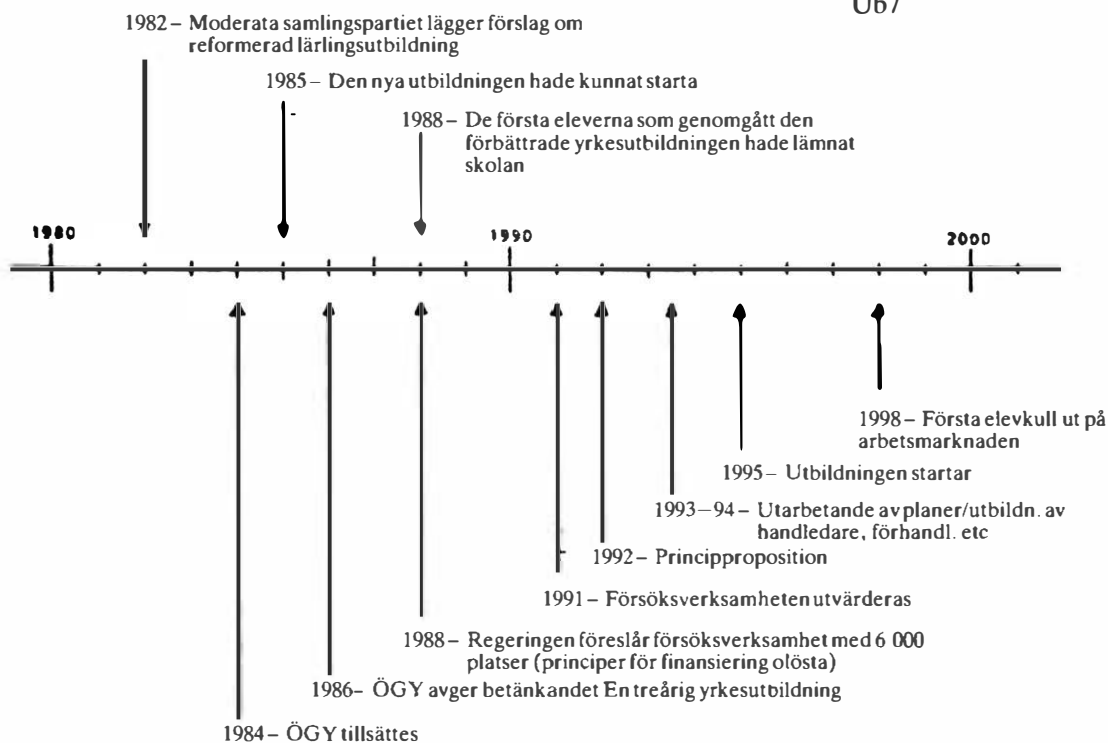 Ub7
1982– Moderata samlingspartiet lägger förslag om
reformerad lärlingsutbildning
1985– Den nya utbildningen hade kunnat starta
1988– De första eleverna som genomgått den
förbättrade yrkesutbildningen hade lämnat
skolan
1980
1990
2000
1998– Första elevkull ut på
arbetsmarknaden
1995– Utbildningen startar
1993–94– Utarbetande av planer/utbildn. av
handledare, förhandl. etc
1992– Principproposition
1991– Försöksverksamheten utvärderas
1988– Regeringen föreslår försöksverksamhet med 6 000
platser (principer för finansiering olösta)
1986– ÖGY avger betänkandet En treårig yrkesutbildning
1984– ÖGY tillsättes